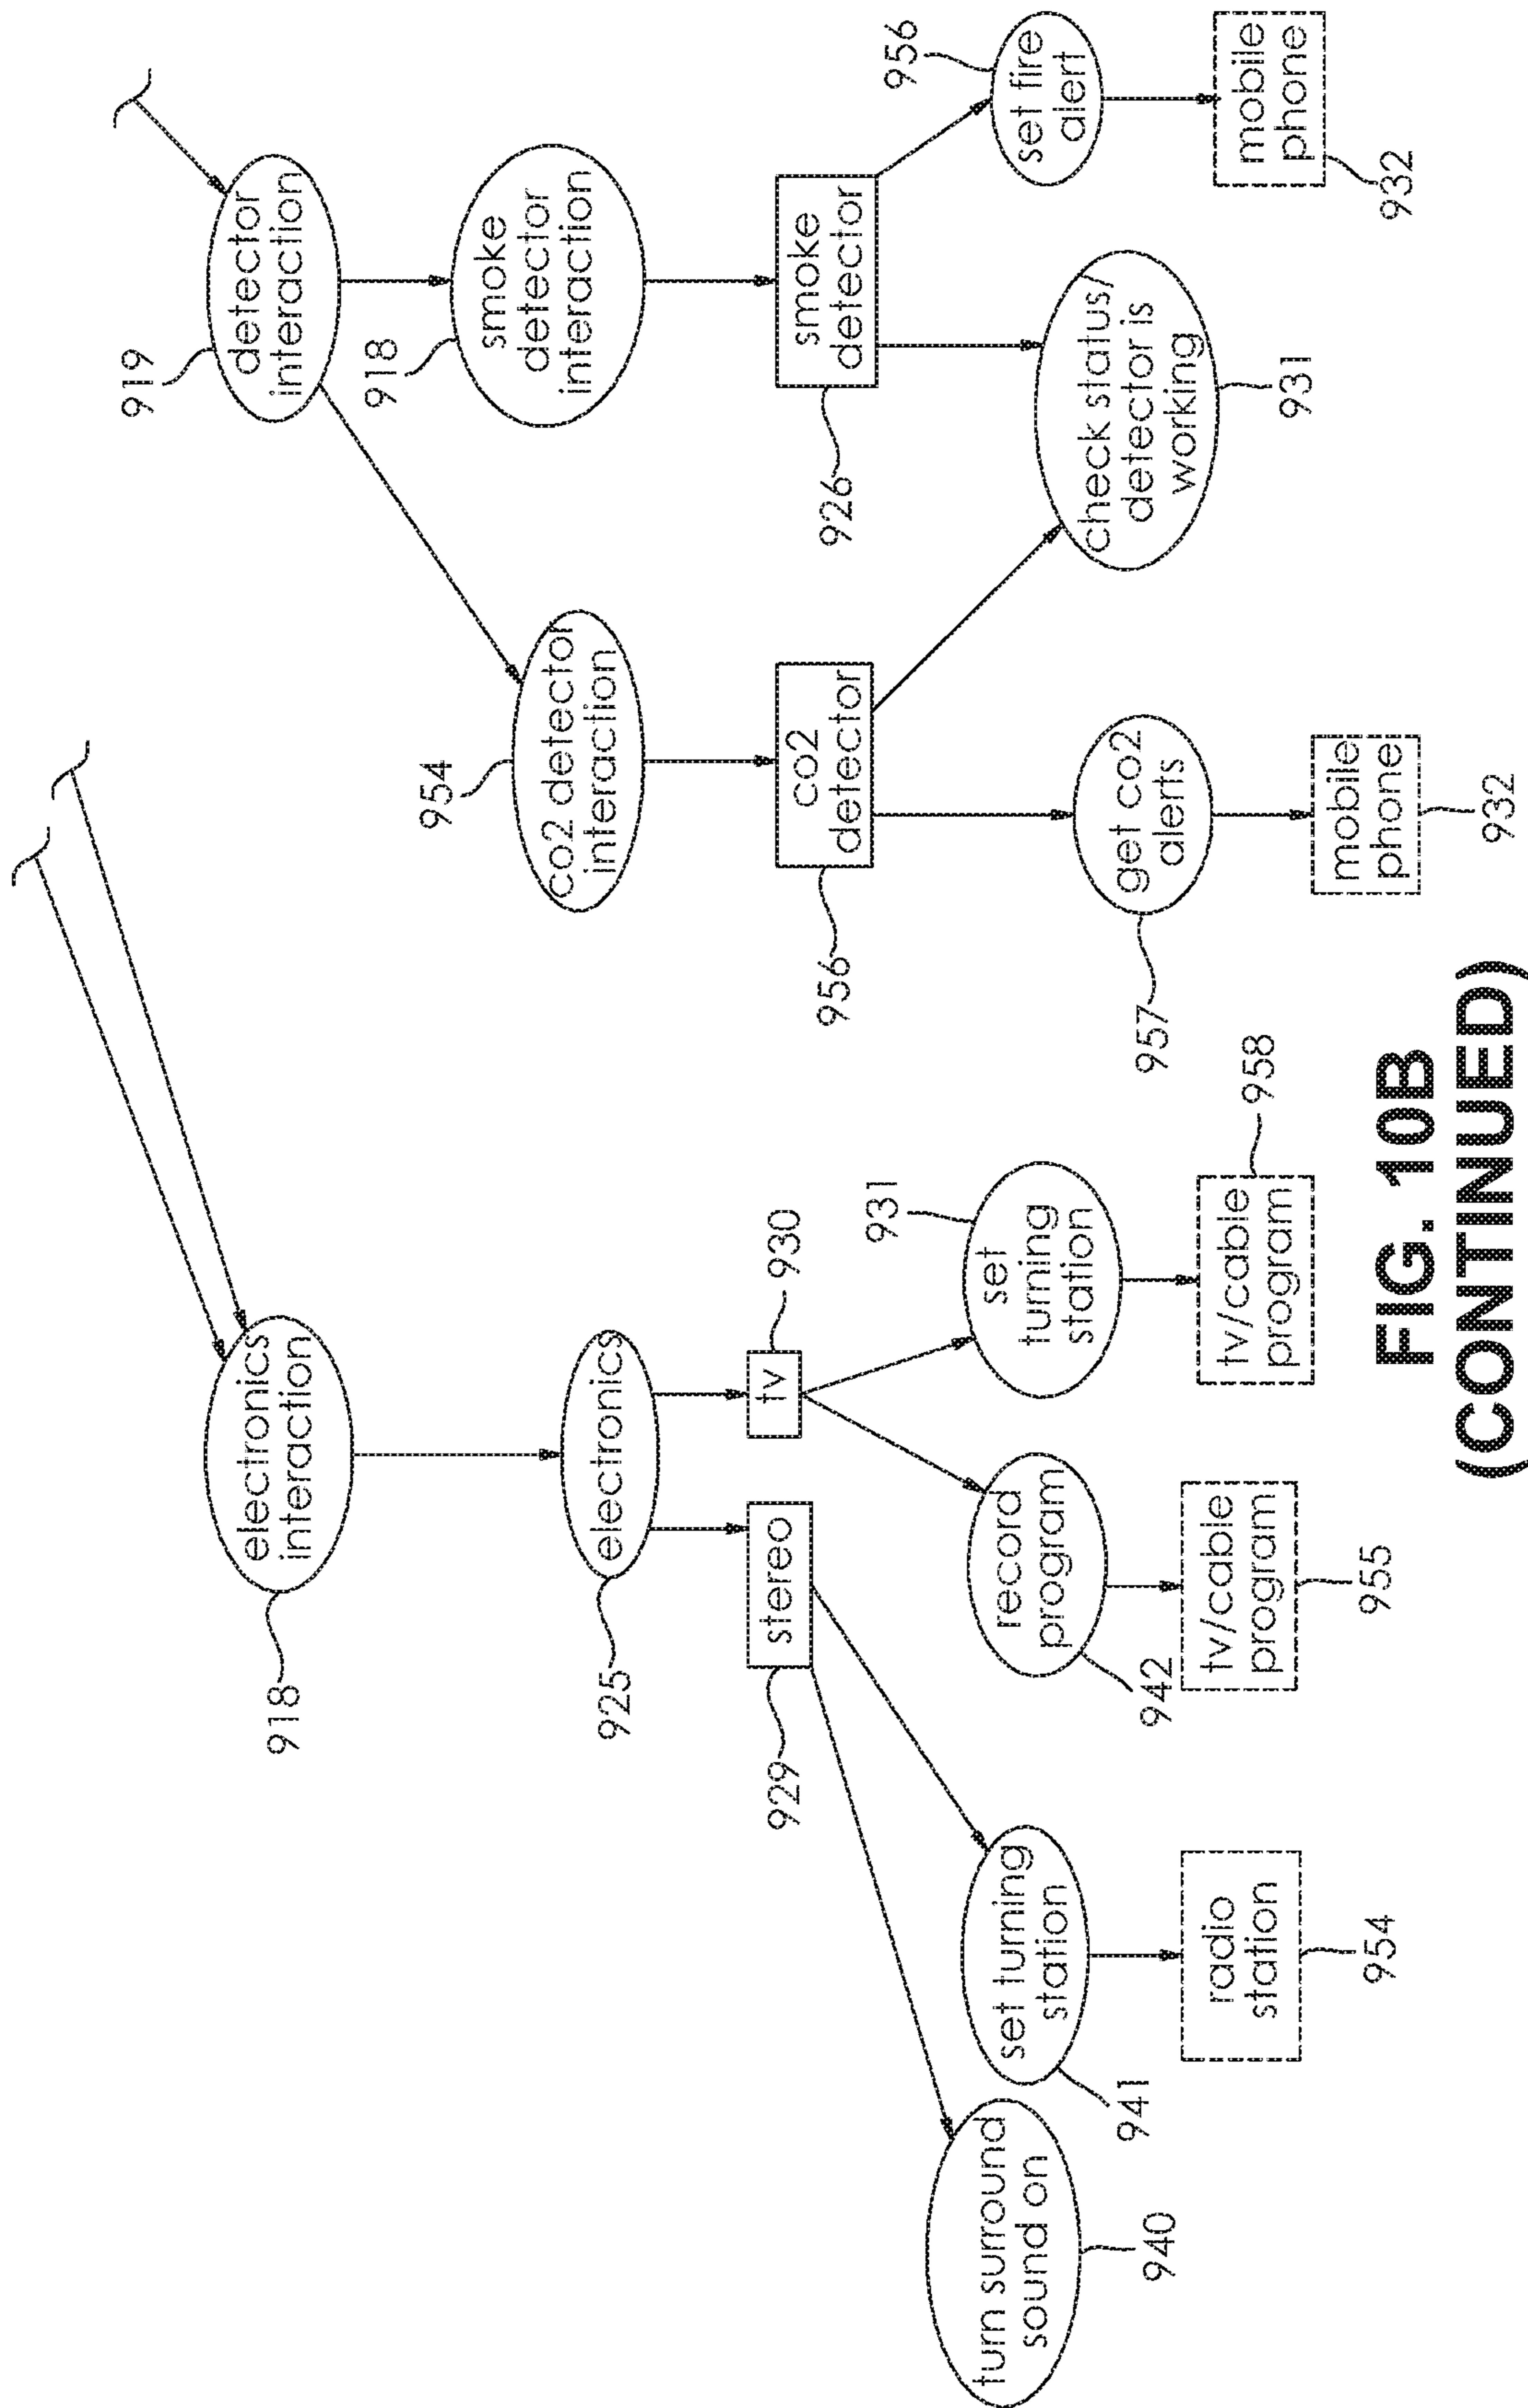 electronics
interaction
918
electronics
925
stereo
929
tv
930
turn surround
sound on
940
set turning
station
941
radio
station
954
record
program
942
tv/cable
program
955
set
turning
station
931
tv/cable
program
958
detector
interaction
919
co2 detector
interaction
954
smoke
detector
interaction
918
co2
detector
956
smoke
detector
926
get co2
alerts
957
mobile
phone
932
check status/
detector is
working
931
set fire
alert
956
mobile
phone
932
FIG. 10B
(CONTINUED)